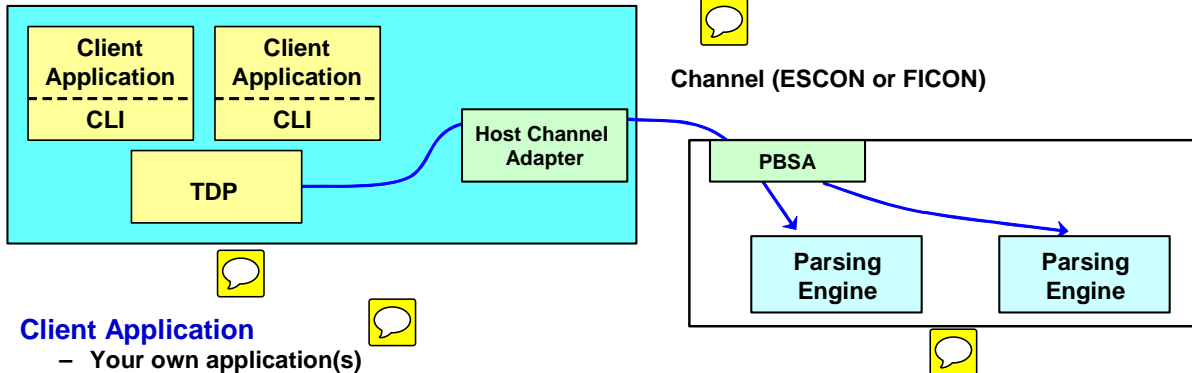 Client
Application
CLI
Client
Application
CLI
TDP
Host Channel
Adapter
Channel (ESCON or FICON)
PBSA
Parsing
Engine
Parsing
Engine
Client Application
– Your own application(s)